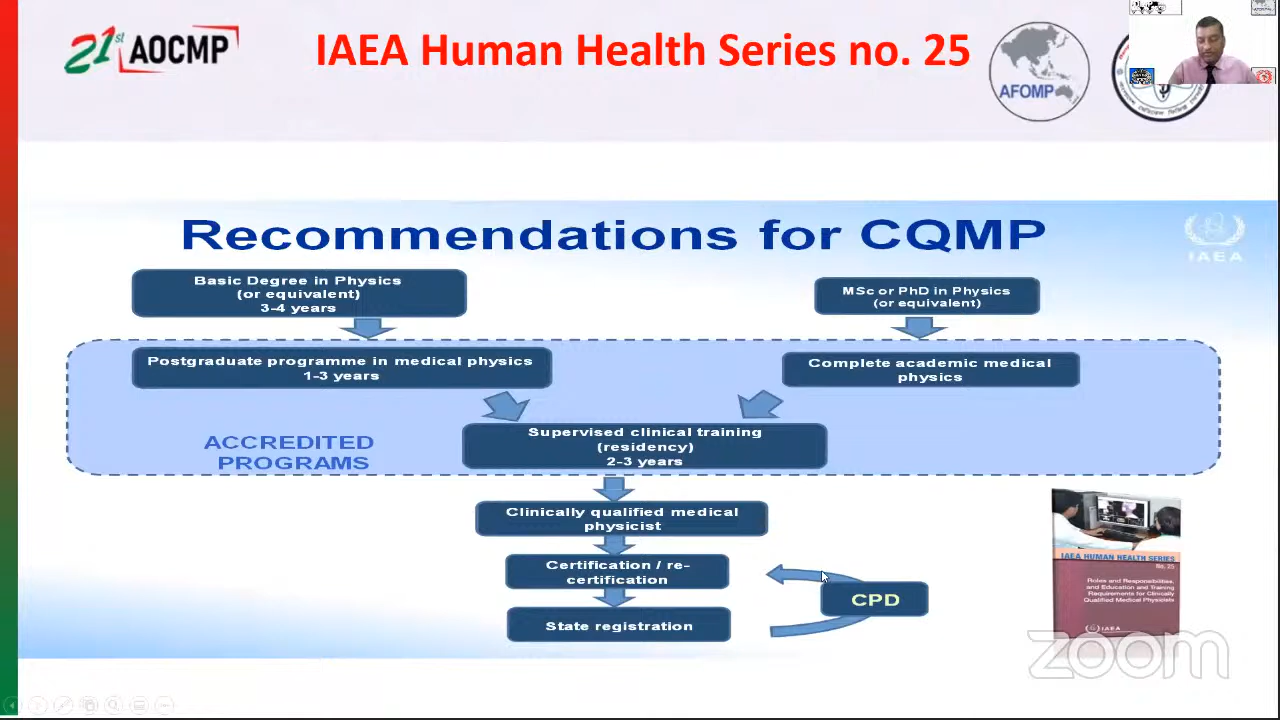 21st AOCMP
IAEA Human Health Series no. 25
AFOMP
Recommendations for CQMP
IAEA
Basic Degree in Physics
(or equivalent)
3-4 years
MSc or PhD in Physics
(or equivalent)
Postgraduate programme in medical physics
1-3 years
Complete academic medical
physics
ACCREDITED
PROGRAMS
Supervised clinical training
(residency)
2-3 years
Clinically qualified medical
physicist
Certification / re-
certification
CPD
State registration
IAEA HUMAN HEALTH SERIES
No. 25
Roles and Responsibilities,
and Education and Training
Requirements for Clinically
Qualified Medical Physicists
IAEA
zoom